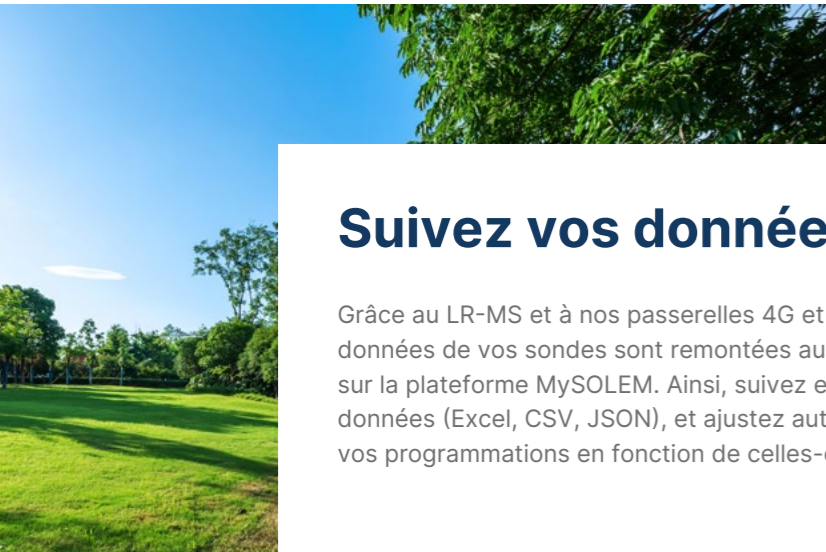 Suivez vos donnée
Grâce au LR-MS et à nos passerelles 4G et
données de vos sondes sont remontées au
sur la plateforme MySOLEM. Ainsi, suivez e
données (Excel, CSV, JSON), et ajustez aut
vos programmations en fonction de celles-